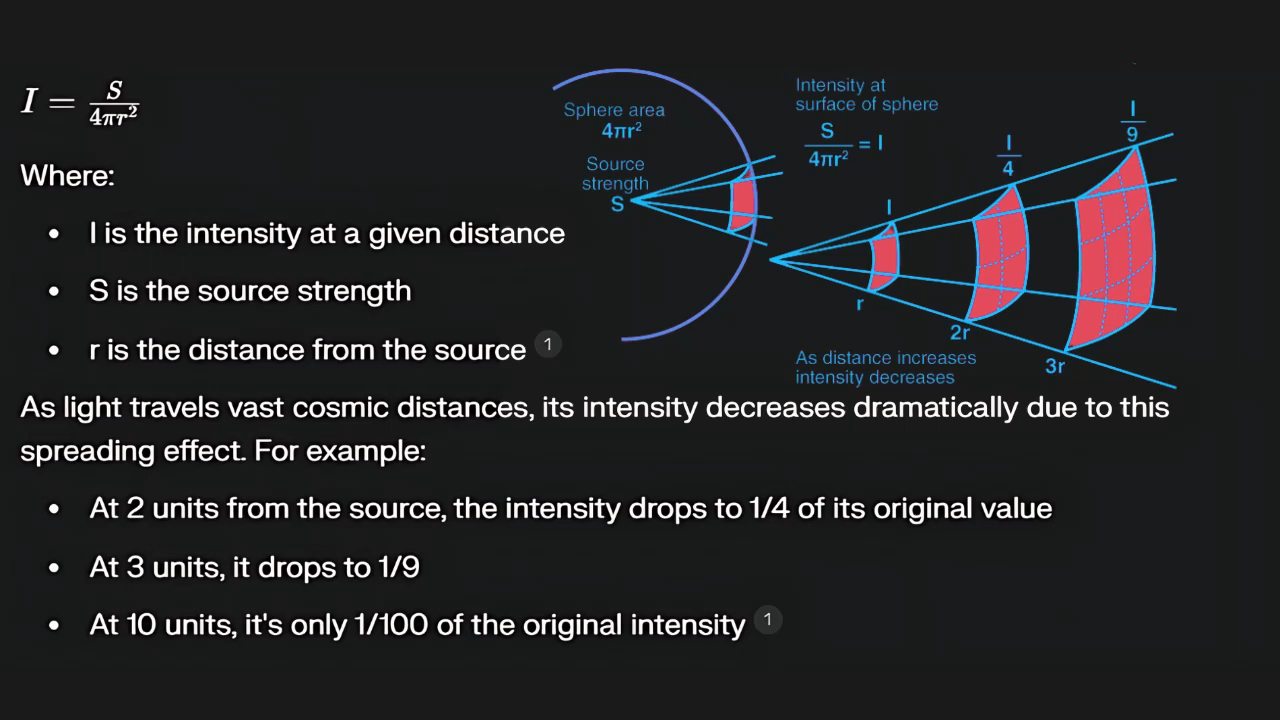 I = S / 4πr²
Where:
• I is the intensity at a given distance
• S is the source strength
• r is the distance from the source 1
Sphere area
4πr²
Source
strength
S
Intensity at
surface of sphere
S / 4πr² = I
I
I / 4
I / 9
r
2r
3r
As distance increases
intensity decreases
As light travels vast cosmic distances, its intensity decreases dramatically due to this
spreading effect. For example:
• At 2 units from the source, the intensity drops to 1/4 of its original value
• At 3 units, it drops to 1/9
• At 10 units, it's only 1/100 of the original intensity 1